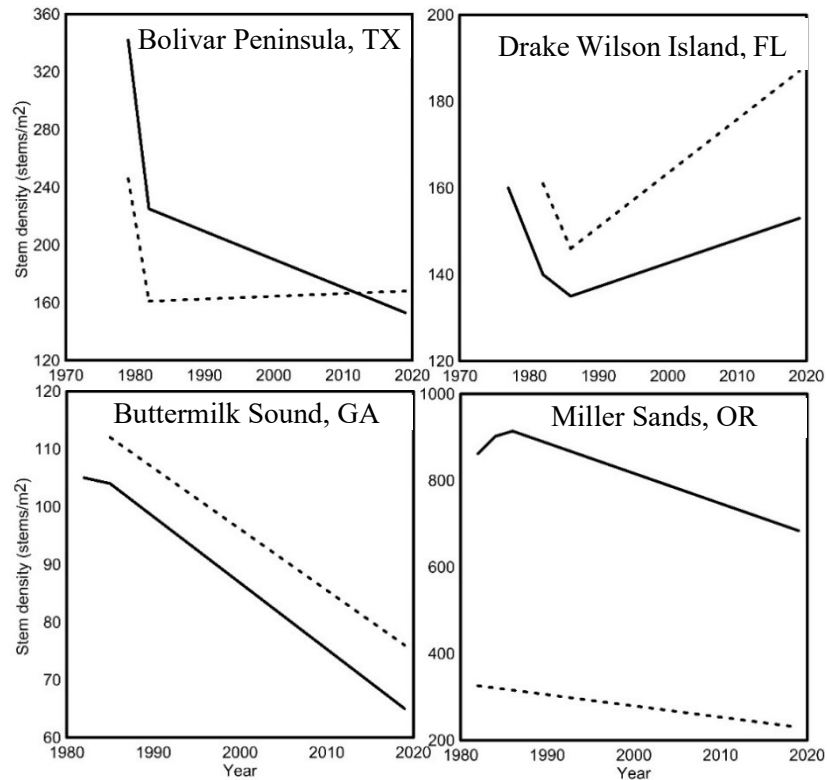 Bolivar Peninsula, TX
Stem density (stems/m2)
360
320
280
240
200
160
120
1970 1980 1990 2000 2010 2020
Drake Wilson Island, FL
200
180
160
140
120
1970 1980 1990 2000 2010 2020
Buttermilk Sound, GA
Stem density (stems/m2)
120
110
100
90
80
70
60
1980 1990 2000 2010 2020
Year
Miller Sands, OR
1000
800
600
400
200
1980 1990 2000 2010 2020
Year